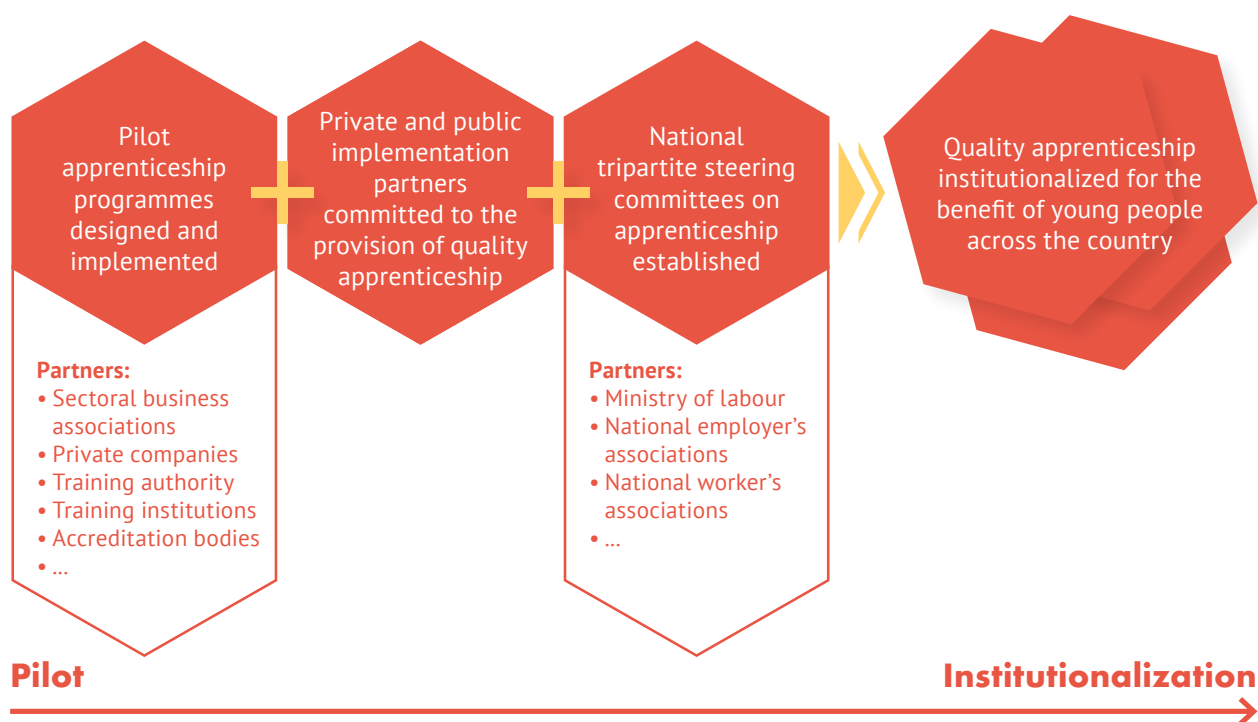 Pilot
apprenticeship
programmes
designed and
implemented
Private and public
implementation
partners
committed to the
provision of quality
apprenticeship
National
tripartite steering
committees on
apprenticeship
established
Quality apprenticeship
institutionalized for the
benefit of young people
across the country
Partners:
• Sectoral business
associations
• Private companies
• Training authority
• Training institutions
• Accreditation bodies
• ...
Partners:
• Ministry of labour
• National employer's
associations
• National worker's
associations
• ...
Pilot
Institutionalization